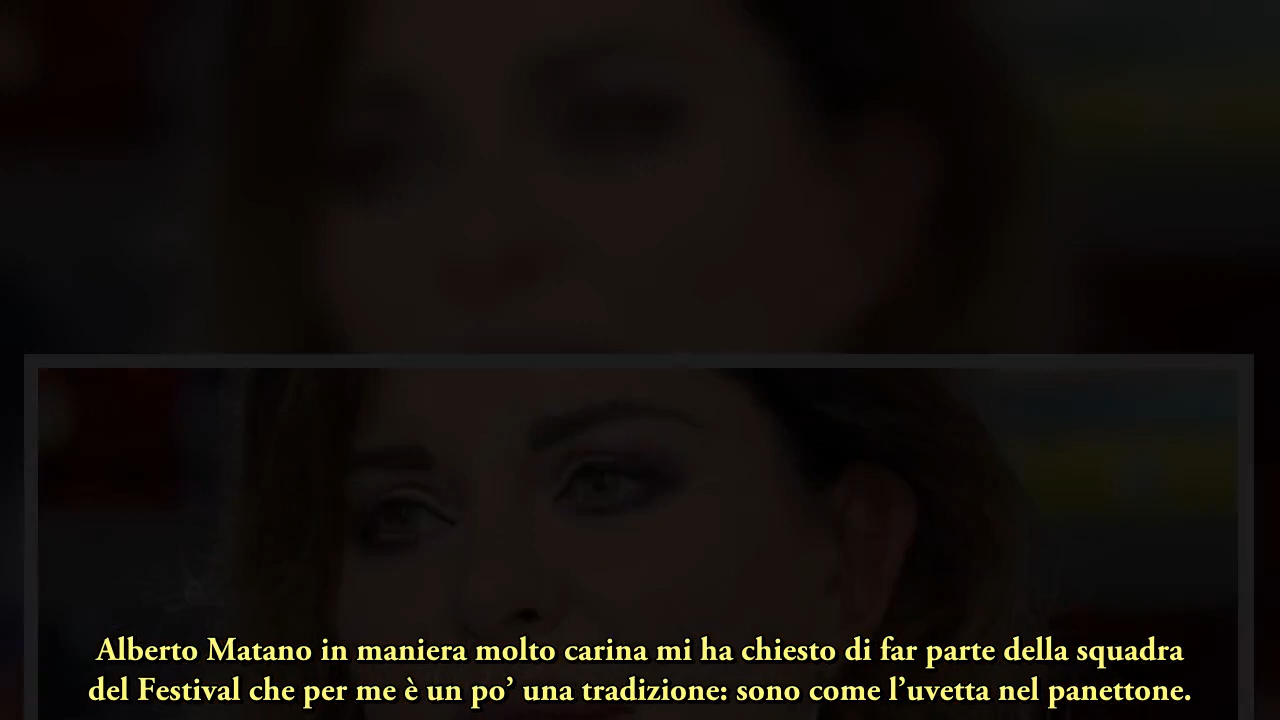 Alberto Matano in maniera molto carina mi ha chiesto di far parte della squadra
del Festival che per me è un po’ una tradizione: sono come l’uvetta nel panettone.